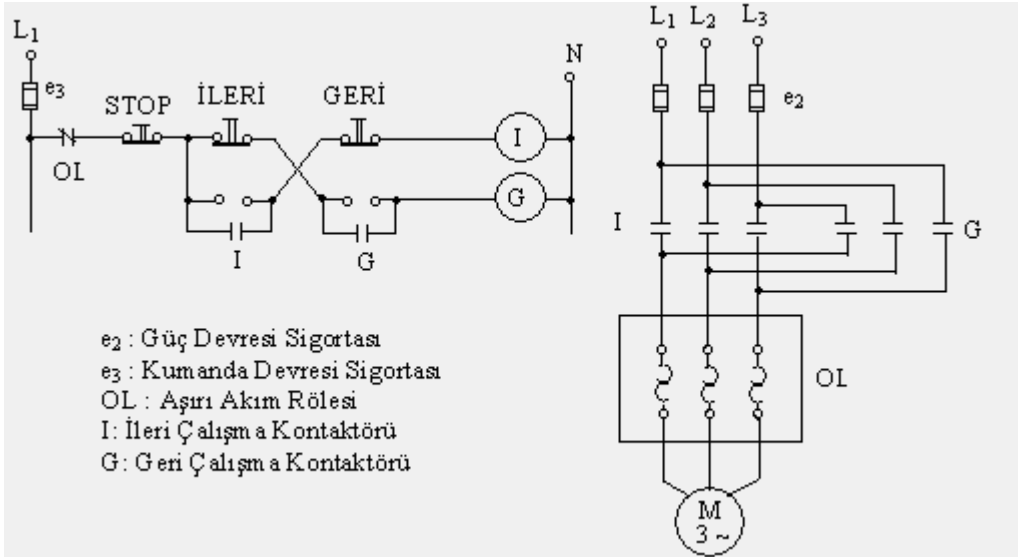 L1
e3
STOP
İLERİ
GERİ
N
OL
I
G
I
G
L1 L2 L3
e2
I
G
OL
M
3 ~
e2 : Güç Devresi Sigortası
e3 : Kumanda Devresi Sigortası
OL : Aşırı Akım Rölesi
I: İleri Çalışma Kontaktörü
G: Geri Çalışma Kontaktörü